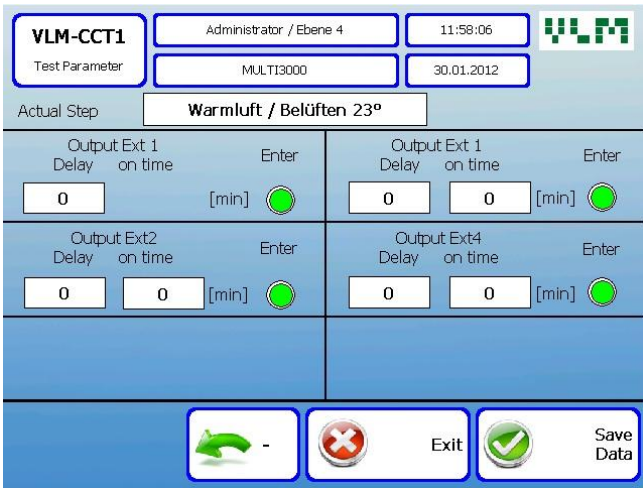 VLM-CCT1
Test Parameter
Administrator / Ebene 4
11:58:06
VLM
MULTI3000
30.01.2012
Actual Step
Warmluft / Belüften 23°
Output Ext 1
Delay on time
Enter
0
[min]
Output Ext 1
Delay on time
Enter
0 0 [min]
Output Ext2
Delay on time
Enter
0 0 [min]
Output Ext4
Delay on time
Enter
0 0 [min]
-
Exit
Save
Data